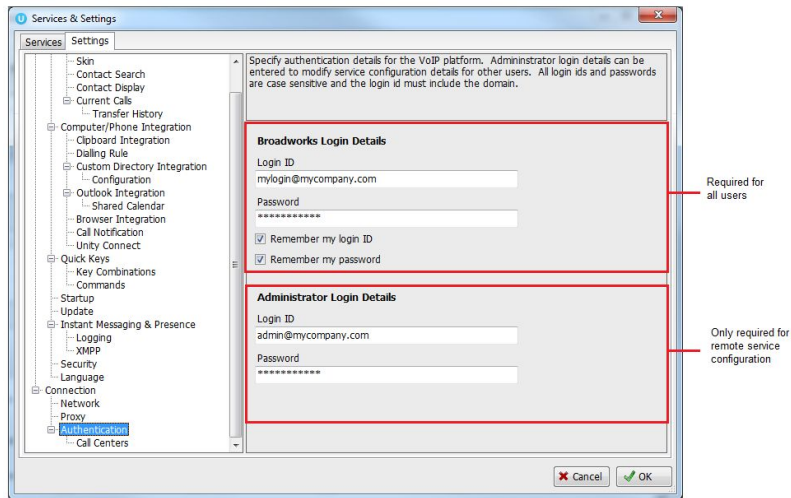 Services & Settings
Services
Settings
Skin
Contact Search
Contact Display
Current Calls
Transfer History
Computer/Phone Integration
Clipboard Integration
Dialling Rule
Custom Directory Integration
Configuration
Outlook Integration
Shared Calendar
Browser Integration
Call Notification
Unity Connect
Quick Keys
Key Combinations
Commands
Startup
Update
Instant Messaging & Presence
Logging
XMPP
Security
Language
Connection
Network
Proxy
Authentication
Call Centers
Specify authentication details for the VoIP platform. Admininstrator login details can be
entered to modify service configuration details for other users. All login ids and passwords
are case sensitive and the login id must include the domain.
Broadworks Login Details
Login ID
mylogin@mycompany.com
Password
***********
Remember my login ID
Remember my password
Required for
all users
Administrator Login Details
Login ID
admin@mycompany.com
Password
***********
Only required for
remote service
configuration
Cancel
OK